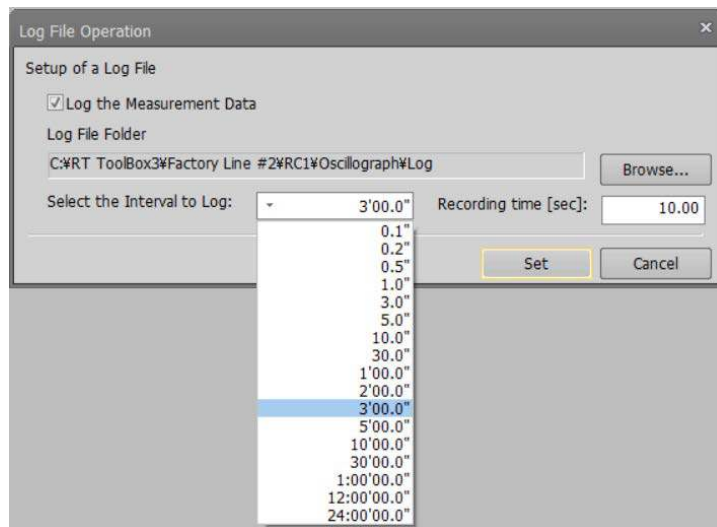 Log File Operation
Setup of a Log File
Log the Measurement Data
Log File Folder
C:¥RT ToolBox3¥Factory Line #2¥RC1¥Oscillograph¥Log
Browse...
Select the Interval to Log:
3'00.0"
Recording time [sec]:
10.00
0.1"
0.2"
0.5"
1.0"
3.0"
5.0"
10.0"
30.0"
1'00.0"
2'00.0"
3'00.0"
5'00.0"
10'00.0"
30'00.0"
1:00'00.0"
12:00'00.0"
24:00'00.0"
Set
Cancel